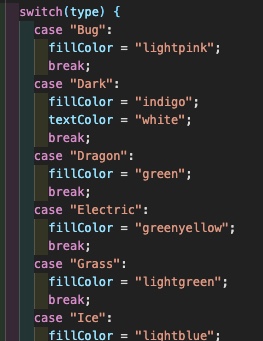 switch(type) {
case "Bug":
fillColor = "lightpink";
break;
case "Dark":
fillColor = "indigo";
textColor = "white";
break;
case "Dragon":
fillColor = "green";
break;
case "Electric":
fillColor = "greenyellow";
break;
case "Grass":
fillColor = "lightgreen";
break;
case "Ice":
fillColor = "lightblue";